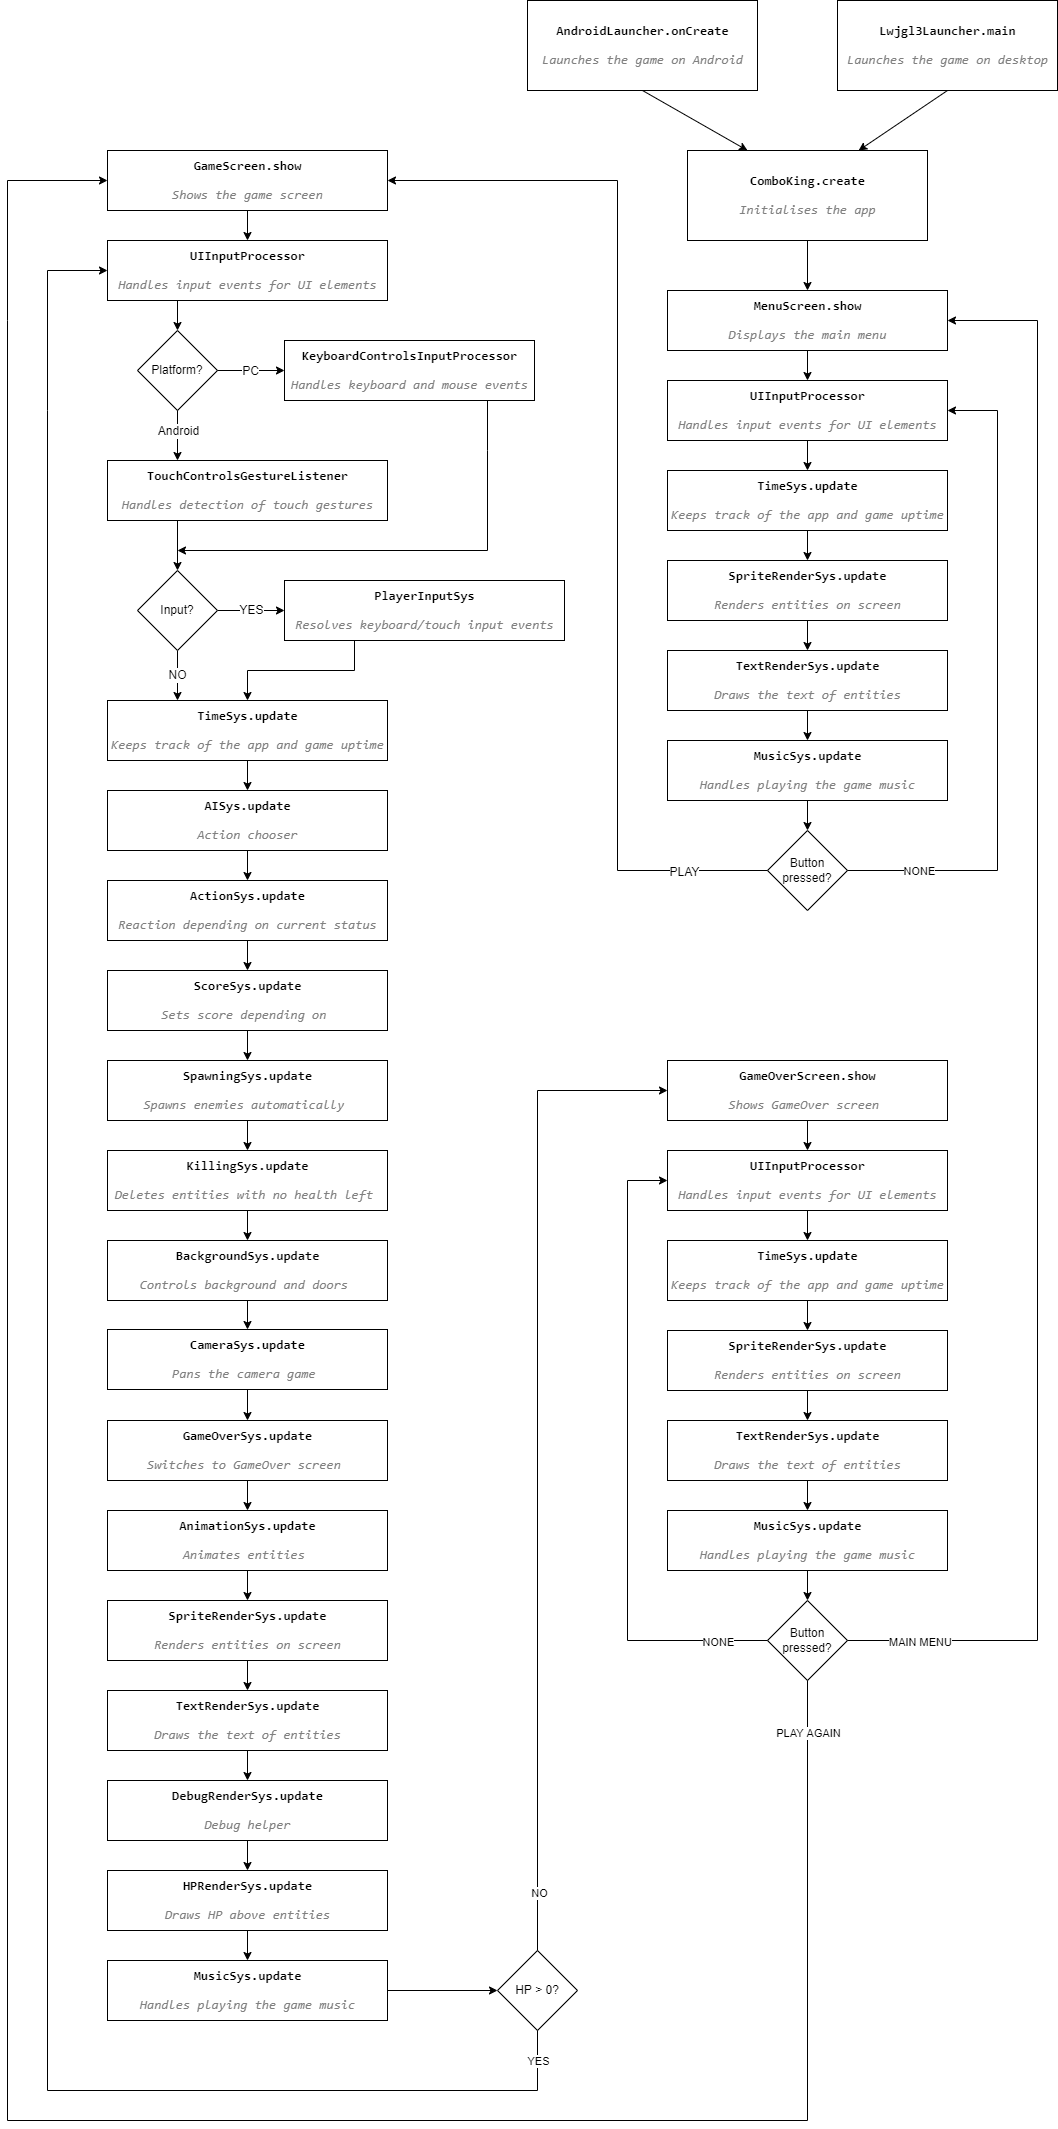 AndroidLauncher.onCreate
Launches the game on Android
Lwjgl3Launcher.main
Launches the game on desktop
ComboKing.create
Initialises the app
GameScreen.show
Shows the game screen
UIInputProcessor
Handles input events for UI elements
Platform?
PC
KeyboardControlsInputProcessor
Handles keyboard and mouse events
Android
TouchControlsGestureListener
Handles detection of touch gestures
Input?
YES
PlayerInputSys
Resolves keyboard/touch input events
NO
TimeSys.update
Keeps track of the app and game uptime
AISys.update
Action chooser
ActionSys.update
Reaction depending on current status
ScoreSys.update
Sets score depending on
SpawningSys.update
Spawns enemies automatically
KillingSys.update
Deletes entities with no health left
BackgroundSys.update
Controls background and doors
CameraSys.update
Pans the camera game
GameOverSys.update
Switches to GameOver screen
AnimationSys.update
Animates entities
SpriteRenderSys.update
Renders entities on screen
TextRenderSys.update
Draws the text of entities
DebugRenderSys.update
Debug helper
HPRenderSys.update
Draws HP above entities
MusicSys.update
Handles playing the game music
HP > 0?
NO
YES
MenuScreen.show
Displays the main menu
UIInputProcessor
Handles input events for UI elements
TimeSys.update
Keeps track of the app and game uptime
SpriteRenderSys.update
Renders entities on screen
TextRenderSys.update
Draws the text of entities
MusicSys.update
Handles playing the game music
Button
pressed?
PLAY
NONE
GameOverScreen.show
Shows GameOver screen
UIInputProcessor
Handles input events for UI elements
TimeSys.update
Keeps track of the app and game uptime
SpriteRenderSys.update
Renders entities on screen
TextRenderSys.update
Draws the text of entities
MusicSys.update
Handles playing the game music
Button
pressed?
NONE
MAIN MENU
PLAY AGAIN